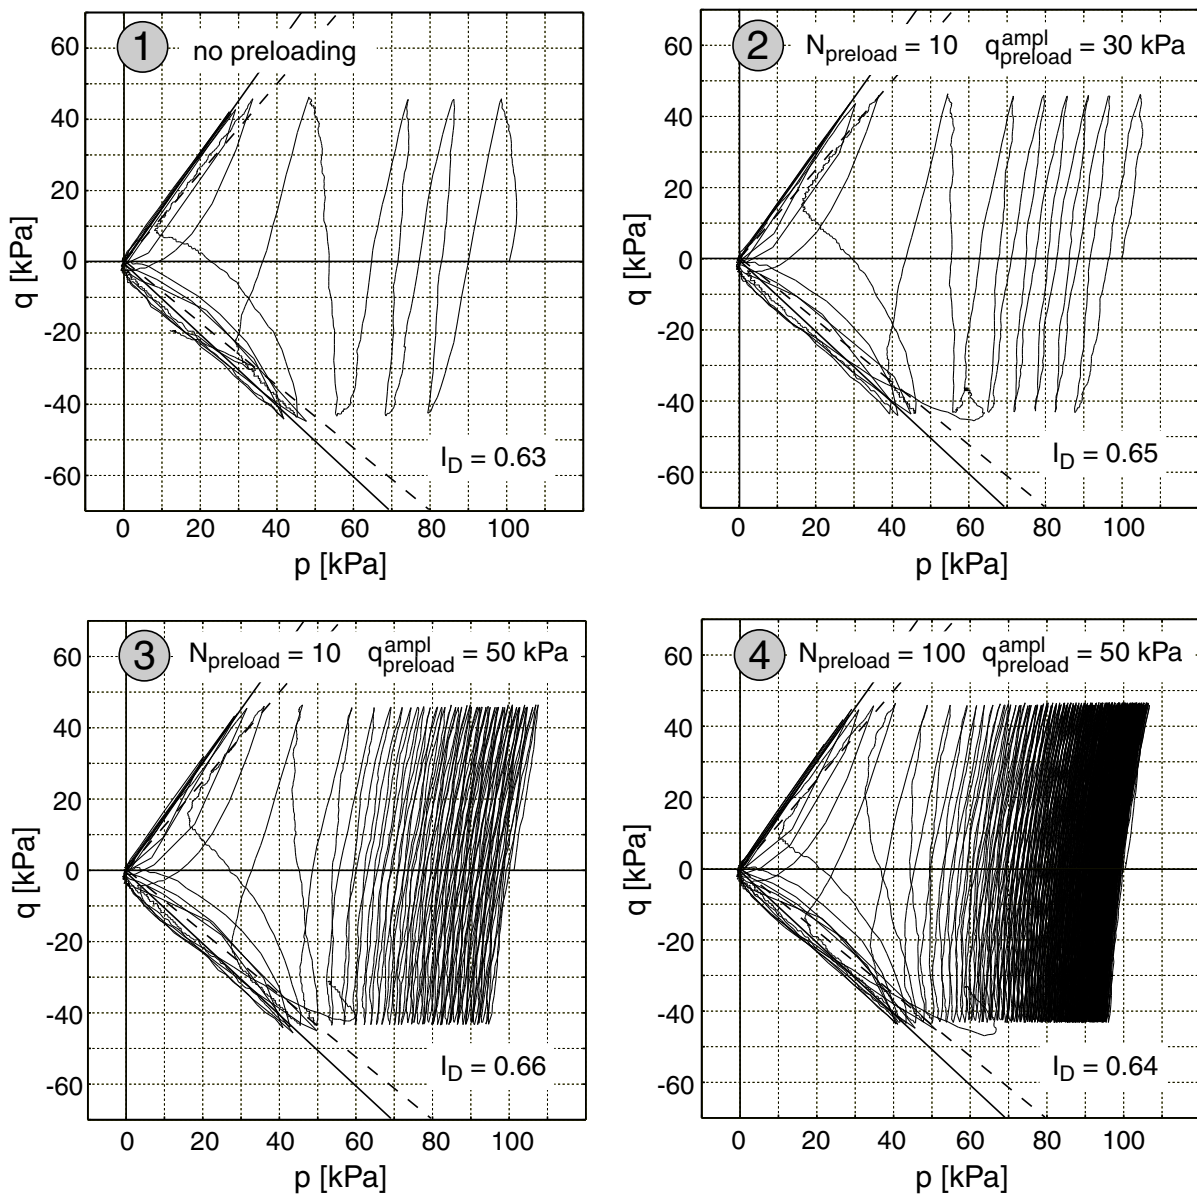 1 no preloading
60
40
20
0
-20
-40
-60
q [kPa]
I_D = 0.63
0 20 40 60 80 100
p [kPa]
2 N_preload = 10 q^ampl_preload = 30 kPa
60
40
20
0
-20
-40
-60
q [kPa]
I_D = 0.65
0 20 40 60 80 100
p [kPa]
3 N_preload = 10 q^ampl_preload = 50 kPa
60
40
20
0
-20
-40
-60
q [kPa]
I_D = 0.66
0 20 40 60 80 100
p [kPa]
4 N_preload = 100 q^ampl_preload = 50 kPa
60
40
20
0
-20
-40
-60
q [kPa]
I_D = 0.64
0 20 40 60 80 100
p [kPa]